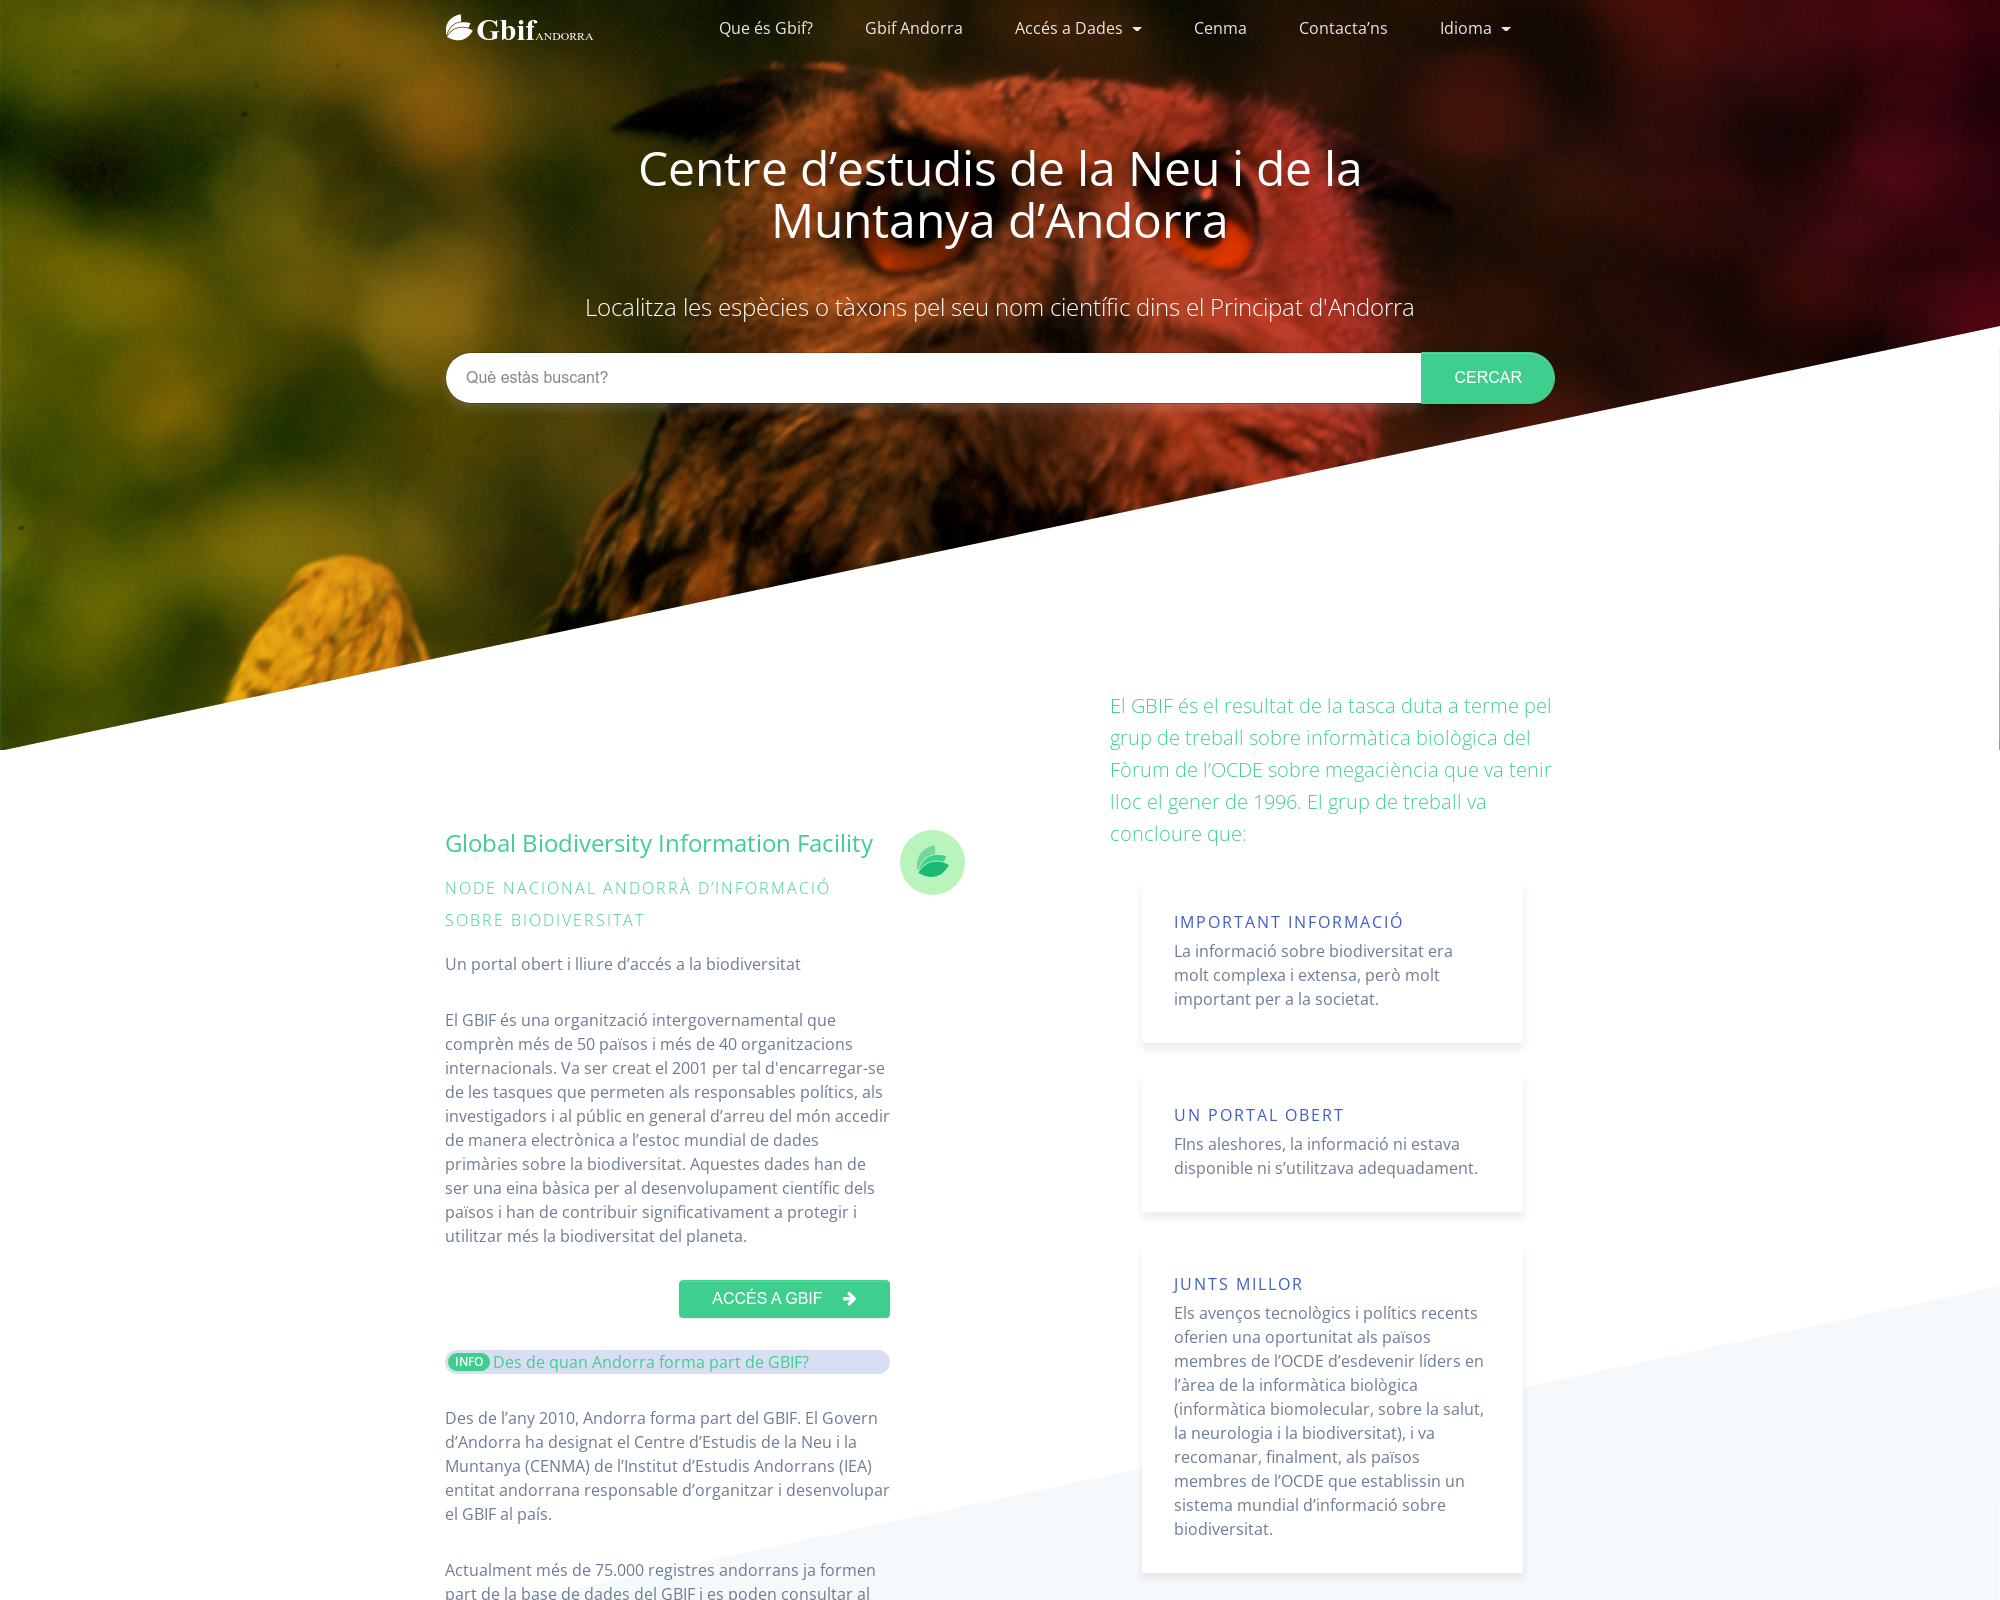 GbifANDORRA
Que és Gbif?
Gbif Andorra
Accés a Dades
Cenma
Contacta’ns
Idioma
Centre d’estudis de la Neu i de la
Muntanya d’Andorra
Localitza les espècies o tàxons pel seu nom científic dins el Principat d'Andorra
Què estàs buscant?
CERCAR
Global Biodiversity Information Facility
NODE NACIONAL ANDORRÀ D’INFORMACIÓ
SOBRE BIODIVERSITAT
Un portal obert i lliure d’accés a la biodiversitat
El GBIF és una organització intergovernamental que
comprèn més de 50 països i més de 40 organitzacions
internacionals. Va ser creat el 2001 per tal d'encarregar-se
de les tasques que permeten als responsables polítics, als
investigadors i al públic en general d’arreu del món accedir
de manera electrònica a l’estoc mundial de dades
primàries sobre la biodiversitat. Aquestes dades han de
ser una eina bàsica per al desenvolupament científic dels
països i han de contribuir significativament a protegir i
utilitzar més la biodiversitat del planeta.
ACCÉS A GBIF
INFO Des de quan Andorra forma part de GBIF?
Des de l’any 2010, Andorra forma part del GBIF. El Govern
d’Andorra ha designat el Centre d’Estudis de la Neu i la
Muntanya (CENMA) de l’Institut d’Estudis Andorrans (IEA)
entitat andorrana responsable d’organitzar i desenvolupar
el GBIF al país.
Actualment més de 75.000 registres andorrans ja formen
part de la base de dades del GBIF i es poden consultar al
El GBIF és el resultat de la tasca duta a terme pel
grup de treball sobre informàtica biològica del
Fòrum de l’OCDE sobre megaciència que va tenir
lloc el gener de 1996. El grup de treball va
concloure que:
IMPORTANT INFORMACIÓ
La informació sobre biodiversitat era
molt complexa i extensa, però molt
important per a la societat.
UN PORTAL OBERT
FIns aleshores, la informació ni estava
disponible ni s’utilitzava adequadament.
JUNTS MILLOR
Els avenços tecnològics i polítics recents
oferien una oportunitat als països
membres de l’OCDE d’esdevenir líders en
l’àrea de la informàtica biològica
(informàtica biomolecular, sobre la salut,
la neurologia i la biodiversitat), i va
recomanar, finalment, als països
membres de l’OCDE que establissin un
sistema mundial d’informació sobre
biodiversitat.